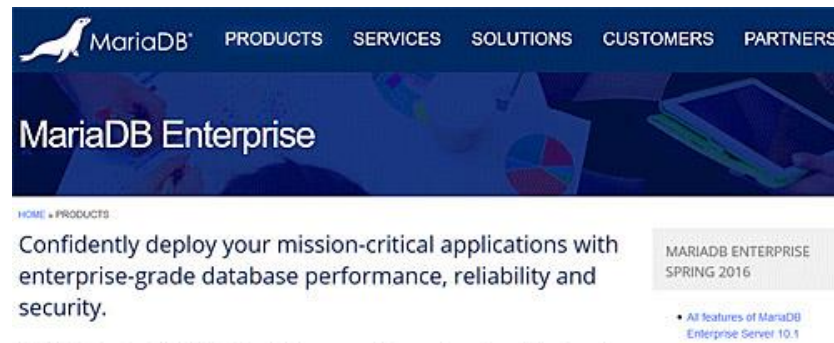 MariaDB® PRODUCTS SERVICES SOLUTIONS CUSTOMERS PARTNERS
MariaDB Enterprise
HOME » PRODUCTS
Confidently deploy your mission-critical applications with
enterprise-grade database performance, reliability and
security.
MARIADB ENTERPRISE
SPRING 2016
• All features of MariaDB
Enterprise Server 10.1